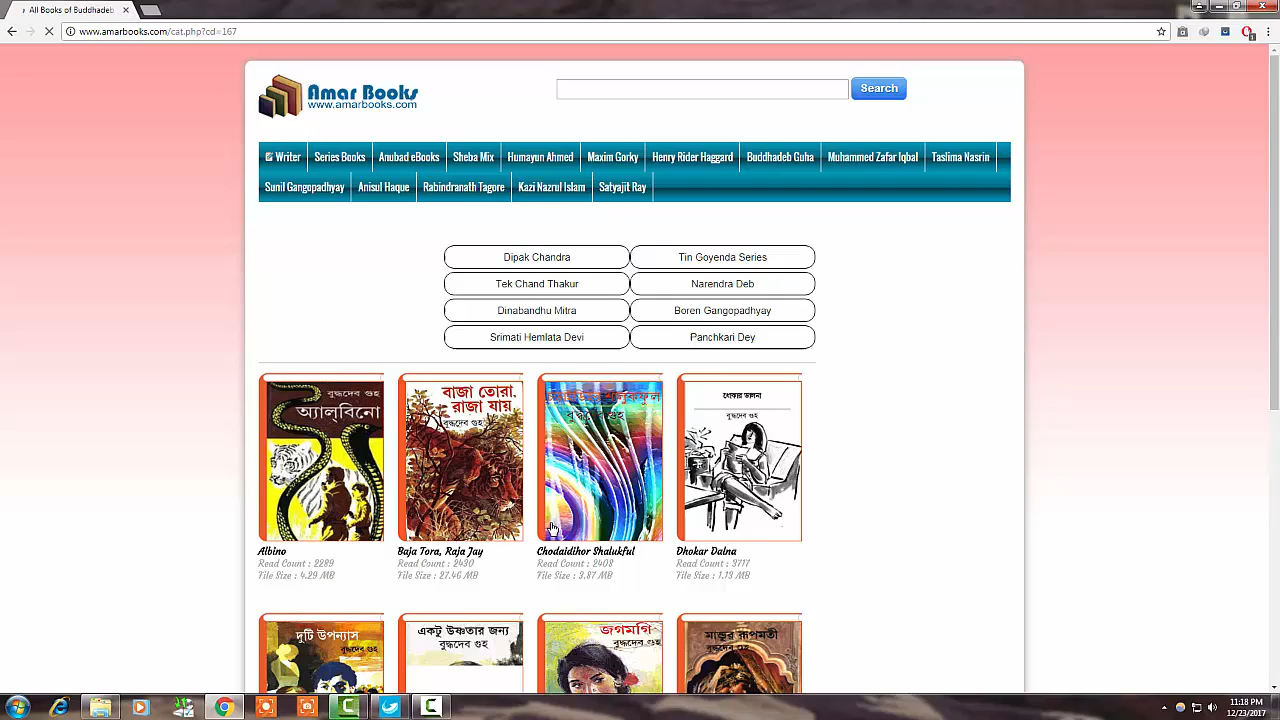 All Books of Buddhadeb
www.amarbooks.com/cat.php?cd=167
Amar Books
www.amarbooks.com
Search
Writer Series Books Anubad eBooks Sheba Mix Humayun Ahmed Maxim Gorky Henry Rider Haggard Buddhadeb Guha Muhammed Zafar Iqbal Taslima Nasrin
Sunil Gangopadhyay Anisul Haque Rabindranath Tagore Kazi Nazrul Islam Satyajit Ray
Dipak Chandra Tin Goyenda Series
Tek Chand Thakur Narendra Deb
Dinabandhu Mitra Boren Gangopadhyay
Srimati Hemlata Devi Panchkari Dey
বুদ্ধদেব গুহ
অ্যালবিনো
বাজা তোরা,
রাজা যায়
বুদ্ধদেব গুহ
বুদ্ধদেব গুহ
ধোকার ডালনা
বুদ্ধদেব গুহ
Albino Baja Tora, Raja Jay Chodaidihor Shalukful Dhokar Dalna
Read Count : 2289 Read Count : 2430 Read Count : 2408 Read Count : 3717
File Size : 4.29 MB File Size : 27.46 MB File Size : 3.87 MB File Size : 1.13 MB
দুটি উপন্যাস
বুদ্ধদেব গুহ
একটু উষ্ণতার জন্য
বুদ্ধদেব গুহ
জগমগি
বুদ্ধদেব গুহ
মান্ডুর রূপমতী
বুদ্ধদেব গুহ
11:18 PM
12/23/2017